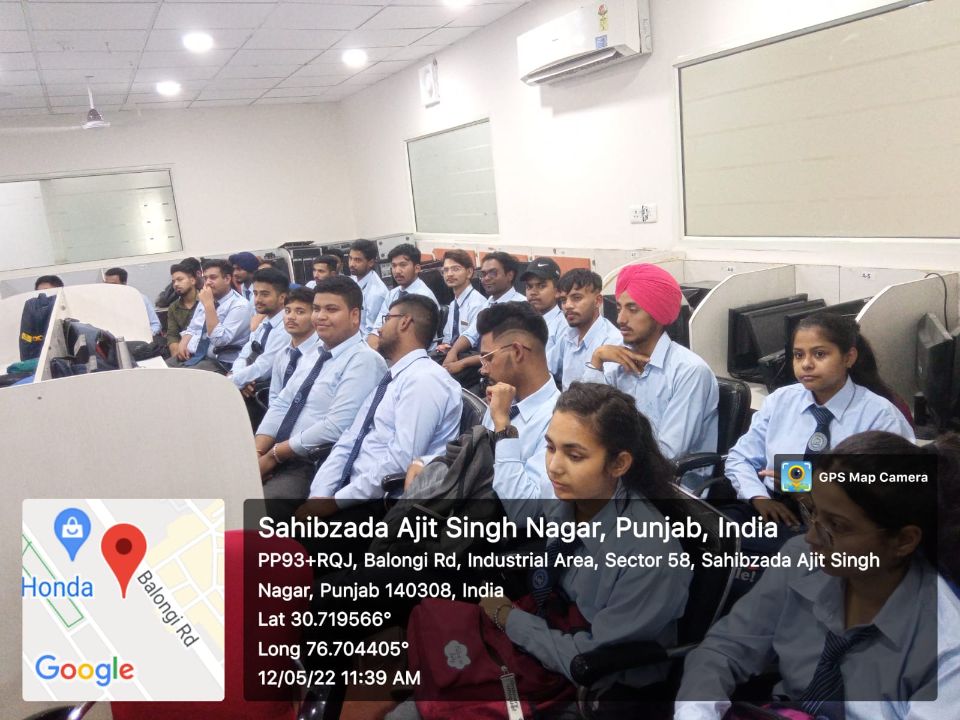 GPS Map Camera
Sahibzada Ajit Singh Nagar, Punjab, India
PP93+RQJ, Balongi Rd, Industrial Area, Sector 58, Sahibzada Ajit Singh
Nagar, Punjab 140308, India
Lat 30.719566°
Long 76.704405°
12/05/22 11:39 AM
Honda
Balongi Rd
Google